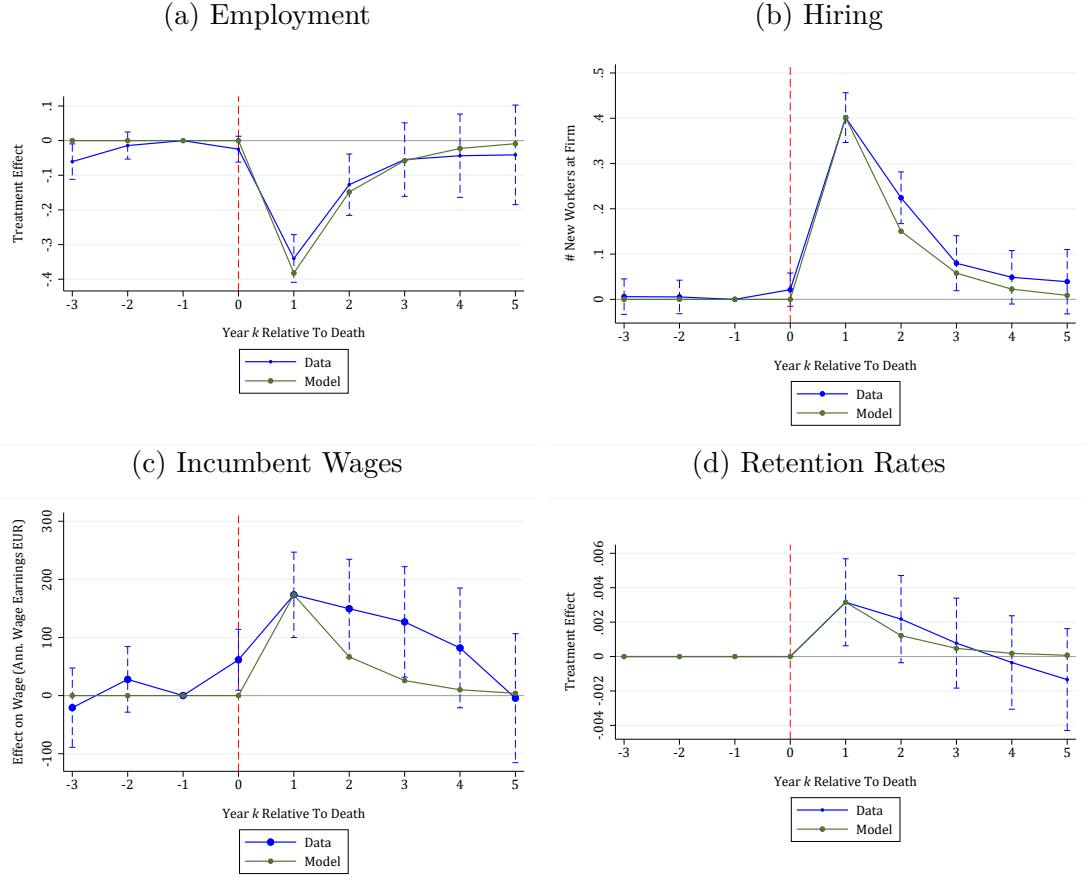 (a) Employment
Treatment Effect
.1
0
-.1
-.2
-.3
-.4
-3 -2 -1 0 1 2 3 4 5
Year k Relative To Death
Data
Model
(b) Hiring
# New Workers at Firm
.5
.4
.3
.2
.1
0
-3 -2 -1 0 1 2 3 4 5
Year k Relative To Death
Data
Model
(c) Incumbent Wages
Effect on Wage (Ann. Wage Earnings EUR)
300
200
100
0
-100
-3 -2 -1 0 1 2 3 4 5
Year k Relative To Death
Data
Model
(d) Retention Rates
Treatment Effect
.006
.004
.002
0
-.002
-.004
-3 -2 -1 0 1 2 3 4 5
Year k Relative To Death
Data
Model